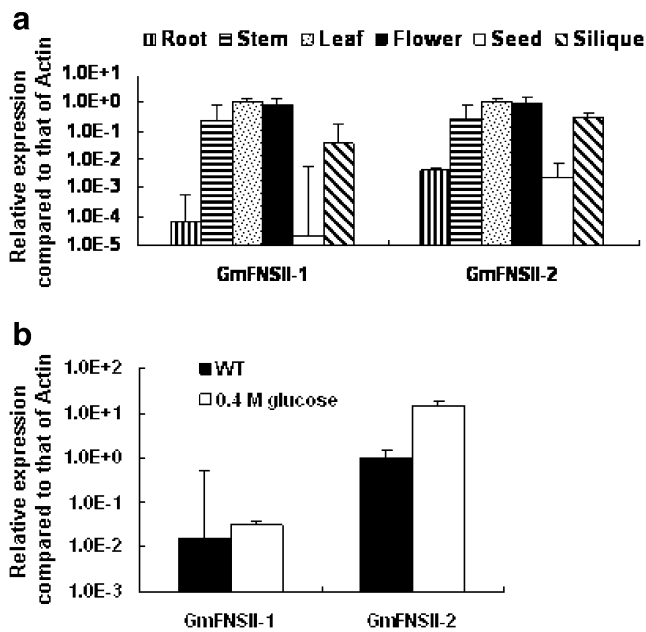 a
Root Stem Leaf Flower Seed Silique
Relative expression
compared to that of Actin
1.0E+1
1.0E+0
1.0E-1
1.0E-2
1.0E-3
1.0E-4
1.0E-5
GmFNSII-1 GmFNSII-2
b
WT
0.4 M glucose
Relative expression
compared to that of Actin
1.0E+2
1.0E+1
1.0E+0
1.0E-1
1.0E-2
1.0E-3
GmFNSII-1 GmFNSII-2